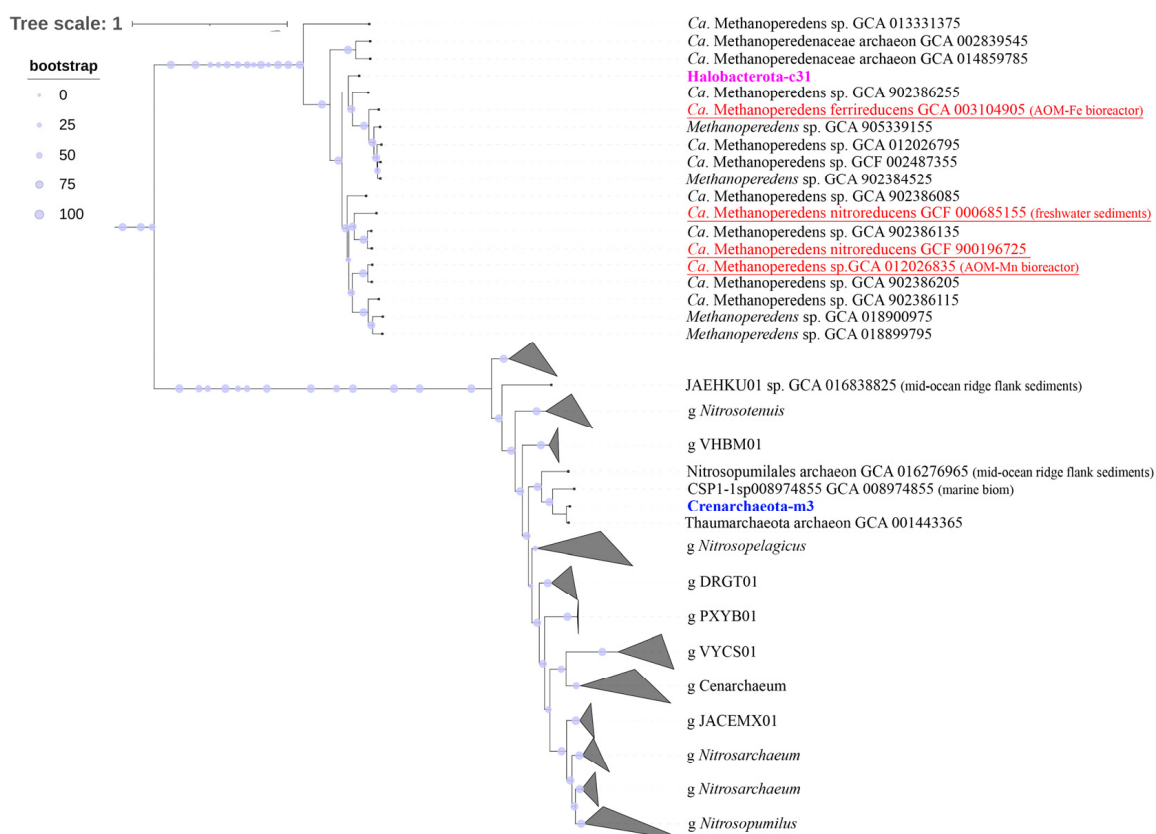 Tree scale: 1
bootstrap
0
25
50
75
100
Ca. Methanoperedens sp. GCA 013331375
Ca. Methanoperedenaceae archaeon GCA 002839545
Ca. Methanoperedenaceae archaeon GCA 014859785
Halobacterota-c31
Ca. Methanoperedens sp. GCA 902386255
Ca. Methanoperedens ferrireducens GCA 003104905 (AOM-Fe bioreactor)
Methanoperedens sp. GCA 905339155
Ca. Methanoperedens sp. GCA 012026795
Ca. Methanoperedens sp. GCF 002487355
Methanoperedens sp. GCA 902384525
Ca. Methanoperedens sp. GCA 902386085
Ca. Methanoperedens nitroreducens GCF 000685155 (freshwater sediments)
Ca. Methanoperedens sp. GCA 902386135
Ca. Methanoperedens nitroreducens GCF 900196725
Ca. Methanoperedens sp.GCA 012026835 (AOM-Mn bioreactor)
Ca. Methanoperedens sp. GCA 902386205
Ca. Methanoperedens sp. GCA 902386115
Methanoperedens sp. GCA 018900975
Methanoperedens sp. GCA 018899795
JAEHKU01 sp. GCA 016838825 (mid-ocean ridge flank sediments)
g Nitrosotenuis
g VHBM01
Nitrosopumilales archaeon GCA 016276965 (mid-ocean ridge flank sediments)
CSP1-1sp008974855 GCA 008974855 (marine biom)
Crenarchaeota-m3
Thaumarchaeota archaeon GCA 001443365
g Nitrosopelagicus
g DRGT01
g PXYB01
g VYCS01
g Cenarchaeum
g JACEMX01
g Nitrosarchaeum
g Nitrosarchaeum
g Nitrosopumilus